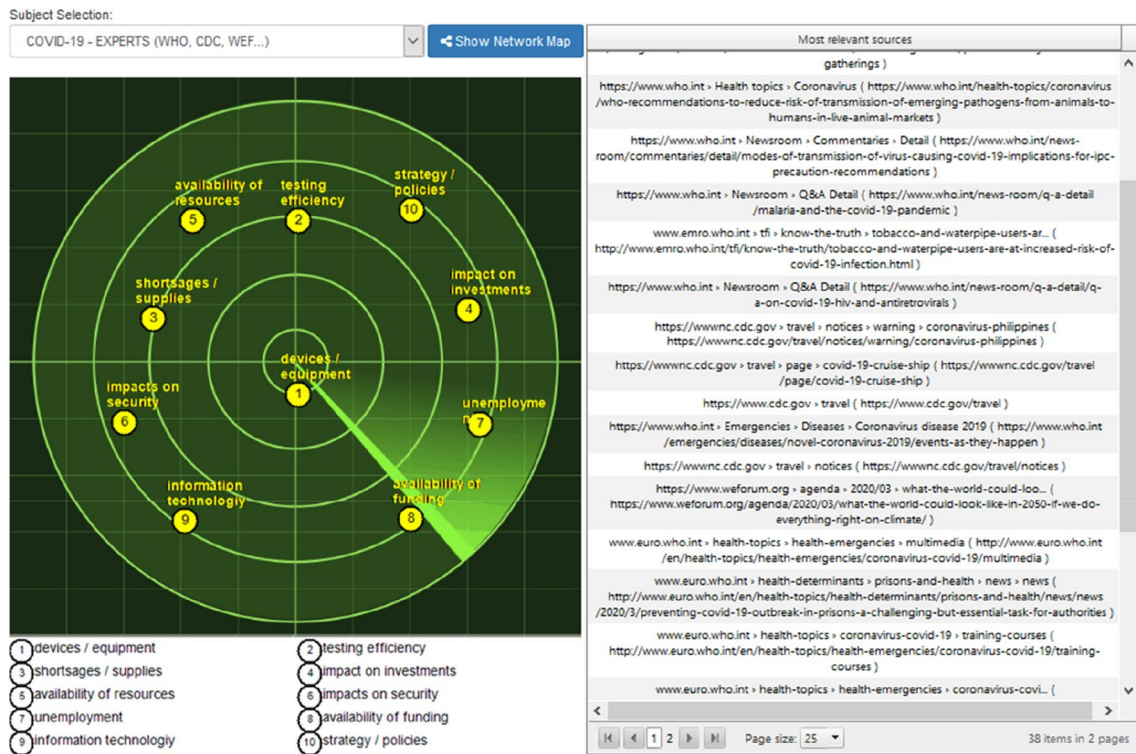 Subject Selection:
COVID-19 - EXPERTS (WHO, CDC, WEF...)
Show Network Map
availability of
resources
5
testing
efficiency
2
strategy /
policies
10
shortsages /
supplies
3
impact on
investments
4
devices /
equipment
1
impacts on
security
6
unemployme
7
information
technologiy
9
availability of
funding
8
1 devices / equipment
2 testing efficiency
3 shortsages / supplies
4 impact on investments
5 availability of resources
6 impacts on security
7 unemployment
8 availability of funding
9 information technologiy
10 strategy / policies
Most relevant sources
gatherings )
https://www.who.int › Health topics › Coronavirus ( https://www.who.int/health-topics/coronavirus
/who-recommendations-to-reduce-risk-of-transmission-of-emerging-pathogens-from-animals-to-
humans-in-live-animal-markets )
https://www.who.int › Newsroom › Commentaries › Detail ( https://www.who.int/news-
room/commentaries/detail/modes-of-transmission-of-virus-causing-covid-19-implications-for-ipc-
precaution-recommendations )
https://www.who.int › Newsroom › Q&A Detail ( https://www.who.int/news-room/q-a-detail
/malaria-and-the-covid-19-pandemic )
www.emro.who.int › tfi › know-the-truth › tobacco-and-waterpipe-users-ar... (
http://www.emro.who.int/tfi/know-the-truth/tobacco-and-waterpipe-users-are-at-increased-risk-of-
covid-19-infection.html )
https://www.who.int › Newsroom › Q&A Detail ( https://www.who.int/news-room/q-a-detail/q-
a-on-covid-19-hiv-and-antiretrovirals )
https://wwwnc.cdc.gov › travel › notices › warning › coronavirus-philippines (
https://wwwnc.cdc.gov/travel/notices/warning/coronavirus-philippines )
https://wwwnc.cdc.gov › travel › page › covid-19-cruise-ship ( https://wwwnc.cdc.gov/travel
/page/covid-19-cruise-ship )
https://www.cdc.gov › travel ( https://www.cdc.gov/travel )
https://www.who.int › Emergencies › Diseases › Coronavirus disease 2019 ( https://www.who.int
/emergencies/diseases/novel-coronavirus-2019/events-as-they-happen )
https://wwwnc.cdc.gov › travel › notices ( https://wwwnc.cdc.gov/travel/notices )
https://www.weforum.org › agenda › 2020/03 › what-the-world-could-loo... (
https://www.weforum.org/agenda/2020/03/what-the-world-could-look-like-in-2050-if-we-do-
everything-right-on-climate/ )
www.euro.who.int › health-topics › health-emergencies › multimedia ( http://www.euro.who.int
/en/health-topics/health-emergencies/coronavirus-covid-19/multimedia )
www.euro.who.int › health-determinants › prisons-and-health › news › news (
http://www.euro.who.int/en/health-topics/health-determinants/prisons-and-health/news/news
/2020/3/preventing-covid-19-outbreak-in-prisons-a-challenging-but-essential-task-for-authorities )
www.euro.who.int › health-topics › coronavirus-covid-19 › training-courses (
http://www.euro.who.int/en/health-topics/health-emergencies/coronavirus-covid-19/training-
courses )
www.euro.who.int › health-topics › health-emergencies › coronavirus-covi... (
1 2 Page size: 25 38 items in 2 pages